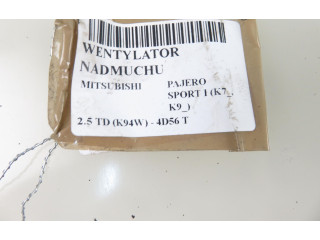 WENTYLATOR
NADMUCHU
MITSUBISHI PAJERO
SPORT I (K7_,
K9_)
2.5 TD (K94W) - 4D56 T